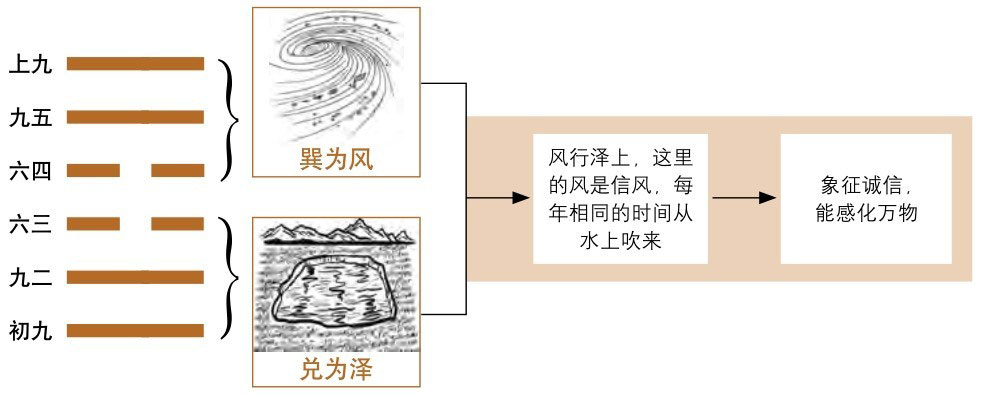 上九
九五
六四
六三
九二
初九
巽为风
兑为泽
风行泽上，这里
的风是信风，每
年相同的时间从
水上吹来
象征诚信，
能感化万物